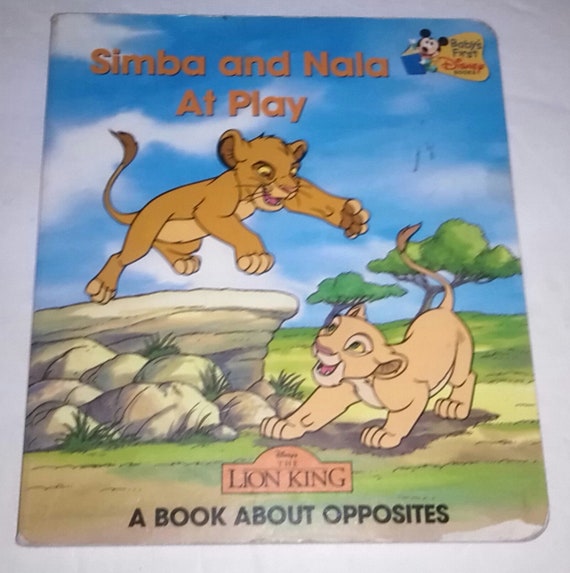 Simba and Nala
At Play
Baby's
First
Disney
BOOKS
Disney's
THE
LION KING
A BOOK ABOUT OPPOSITES